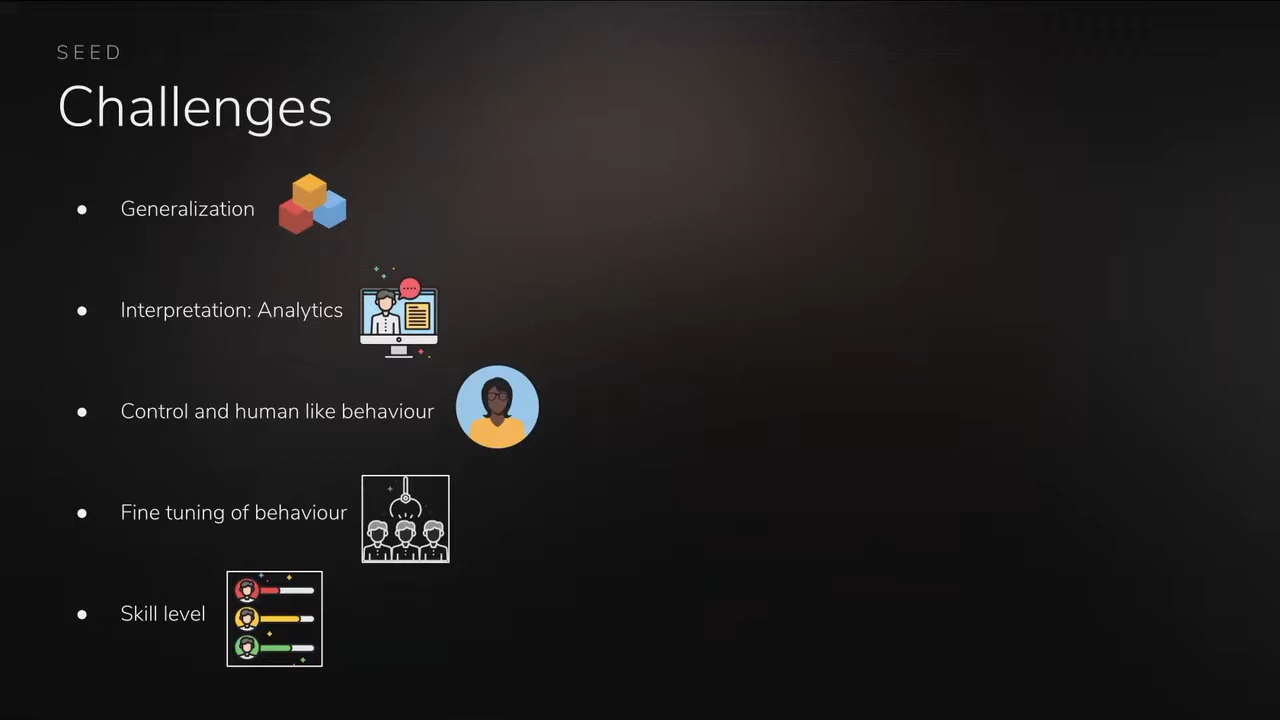 SEED
Challenges
● Generalization
● Interpretation: Analytics
● Control and human like behaviour
● Fine tuning of behaviour
● Skill level